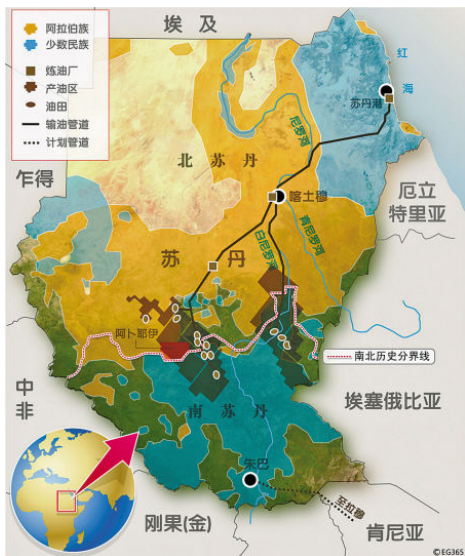 埃及
阿拉伯族
少数民族
炼油厂
产油区
油田
输油管道
计划管道
红海
苏丹港
尼罗河
北苏丹
乍得
喀土穆
厄立
特里亚
青尼罗河
白尼罗河
苏丹
阿卜耶伊
南北历史分界线
中非
南苏丹
埃塞俄比亚
朱巴
至拉穆
刚果(金)
肯尼亚
©EG365